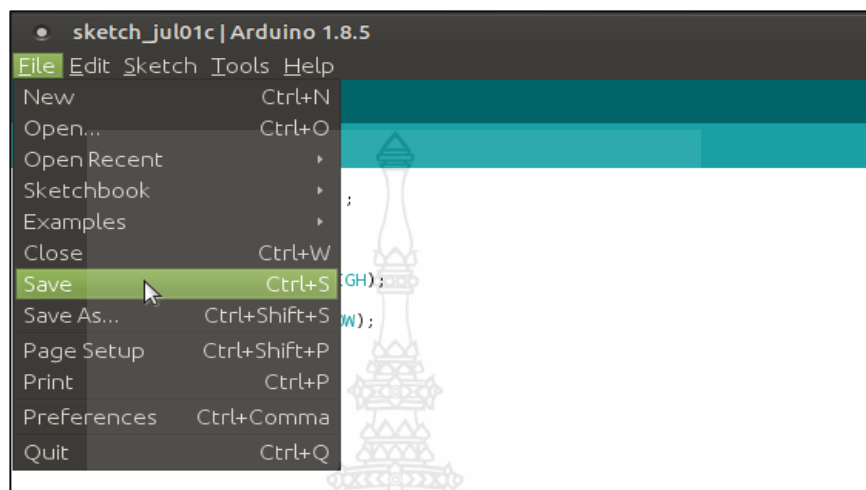 sketch_jul01c | Arduino 1.8.5
File Edit Sketch Tools Help
New Ctrl+N
Open... Ctrl+O
Open Recent
Sketchbook
Examples
;
Close Ctrl+W
Save Ctrl+S
GH);
Save As... Ctrl+Shift+S
W);
Page Setup Ctrl+Shift+P
Print Ctrl+P
Preferences Ctrl+Comma
Quit Ctrl+Q